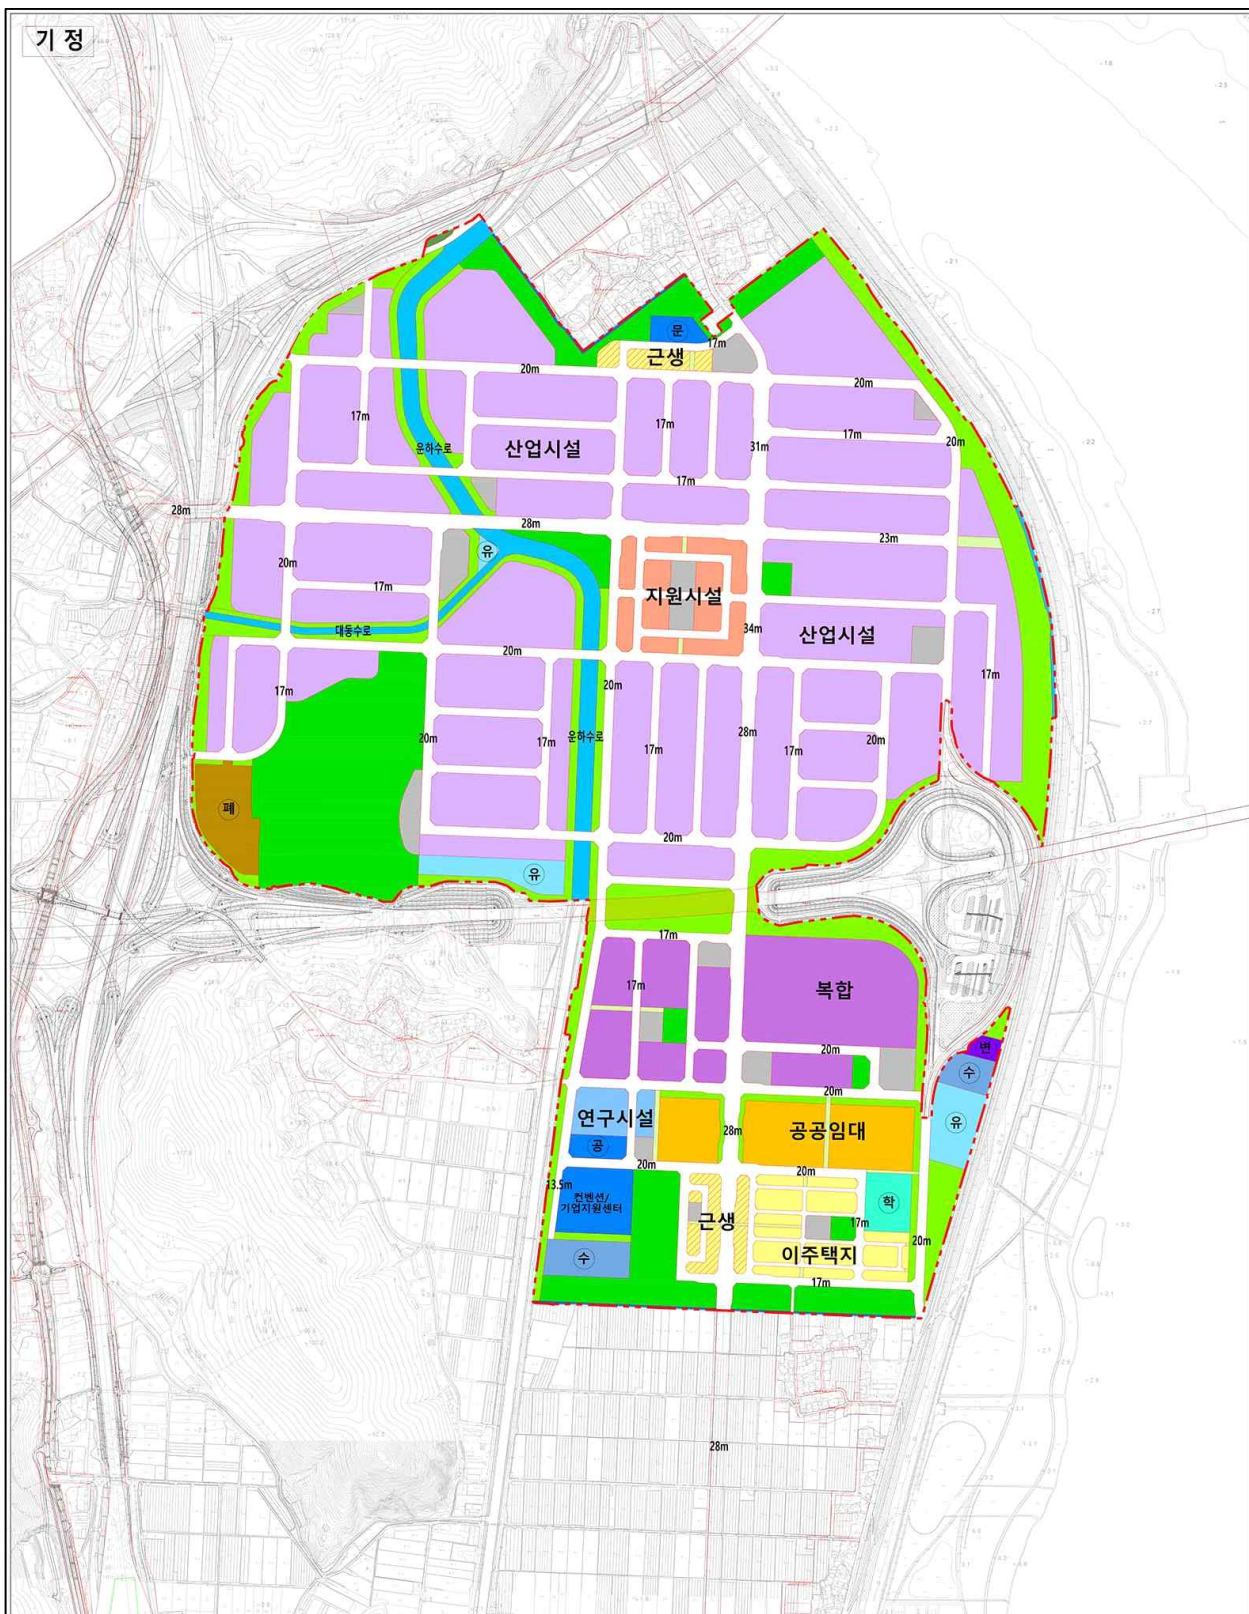 기 정
문
17m
근생
20m
20m
17m
17m
17m
31m
20m
운하수로
산업시설
17m
28m
28m
23m
유
20m
17m
지원시설
34m
산업시설
대동수로
20m
17m
17m
20m
20m
17m
운하수로
17m
28m
17m
20m
폐
20m
유
17m
17m
복합
20m
변
수
20m
연구시설
28m
공공임대
유
공
20m
20m
13.5m
컨벤션/
기업지원센터
학
근생
17m
20m
수
이주택지
17m
28m